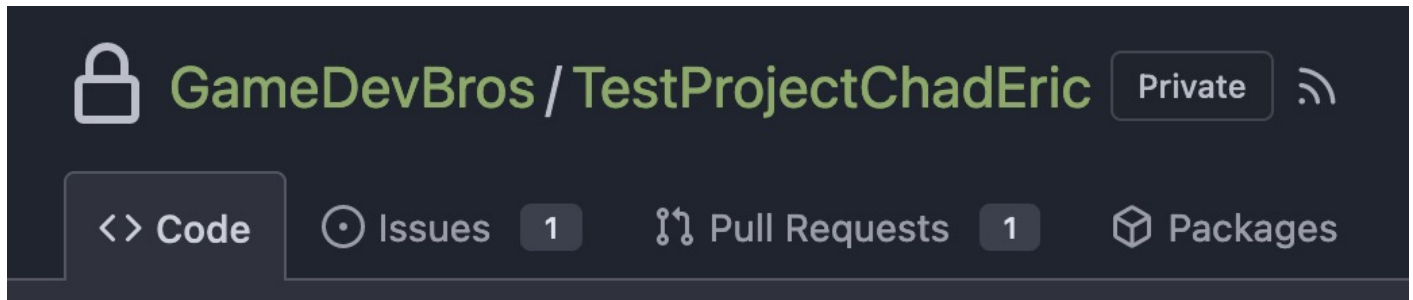 GameDevBros/TestProjectChadEric Private
<> Code Issues 1 Pull Requests 1 Packages